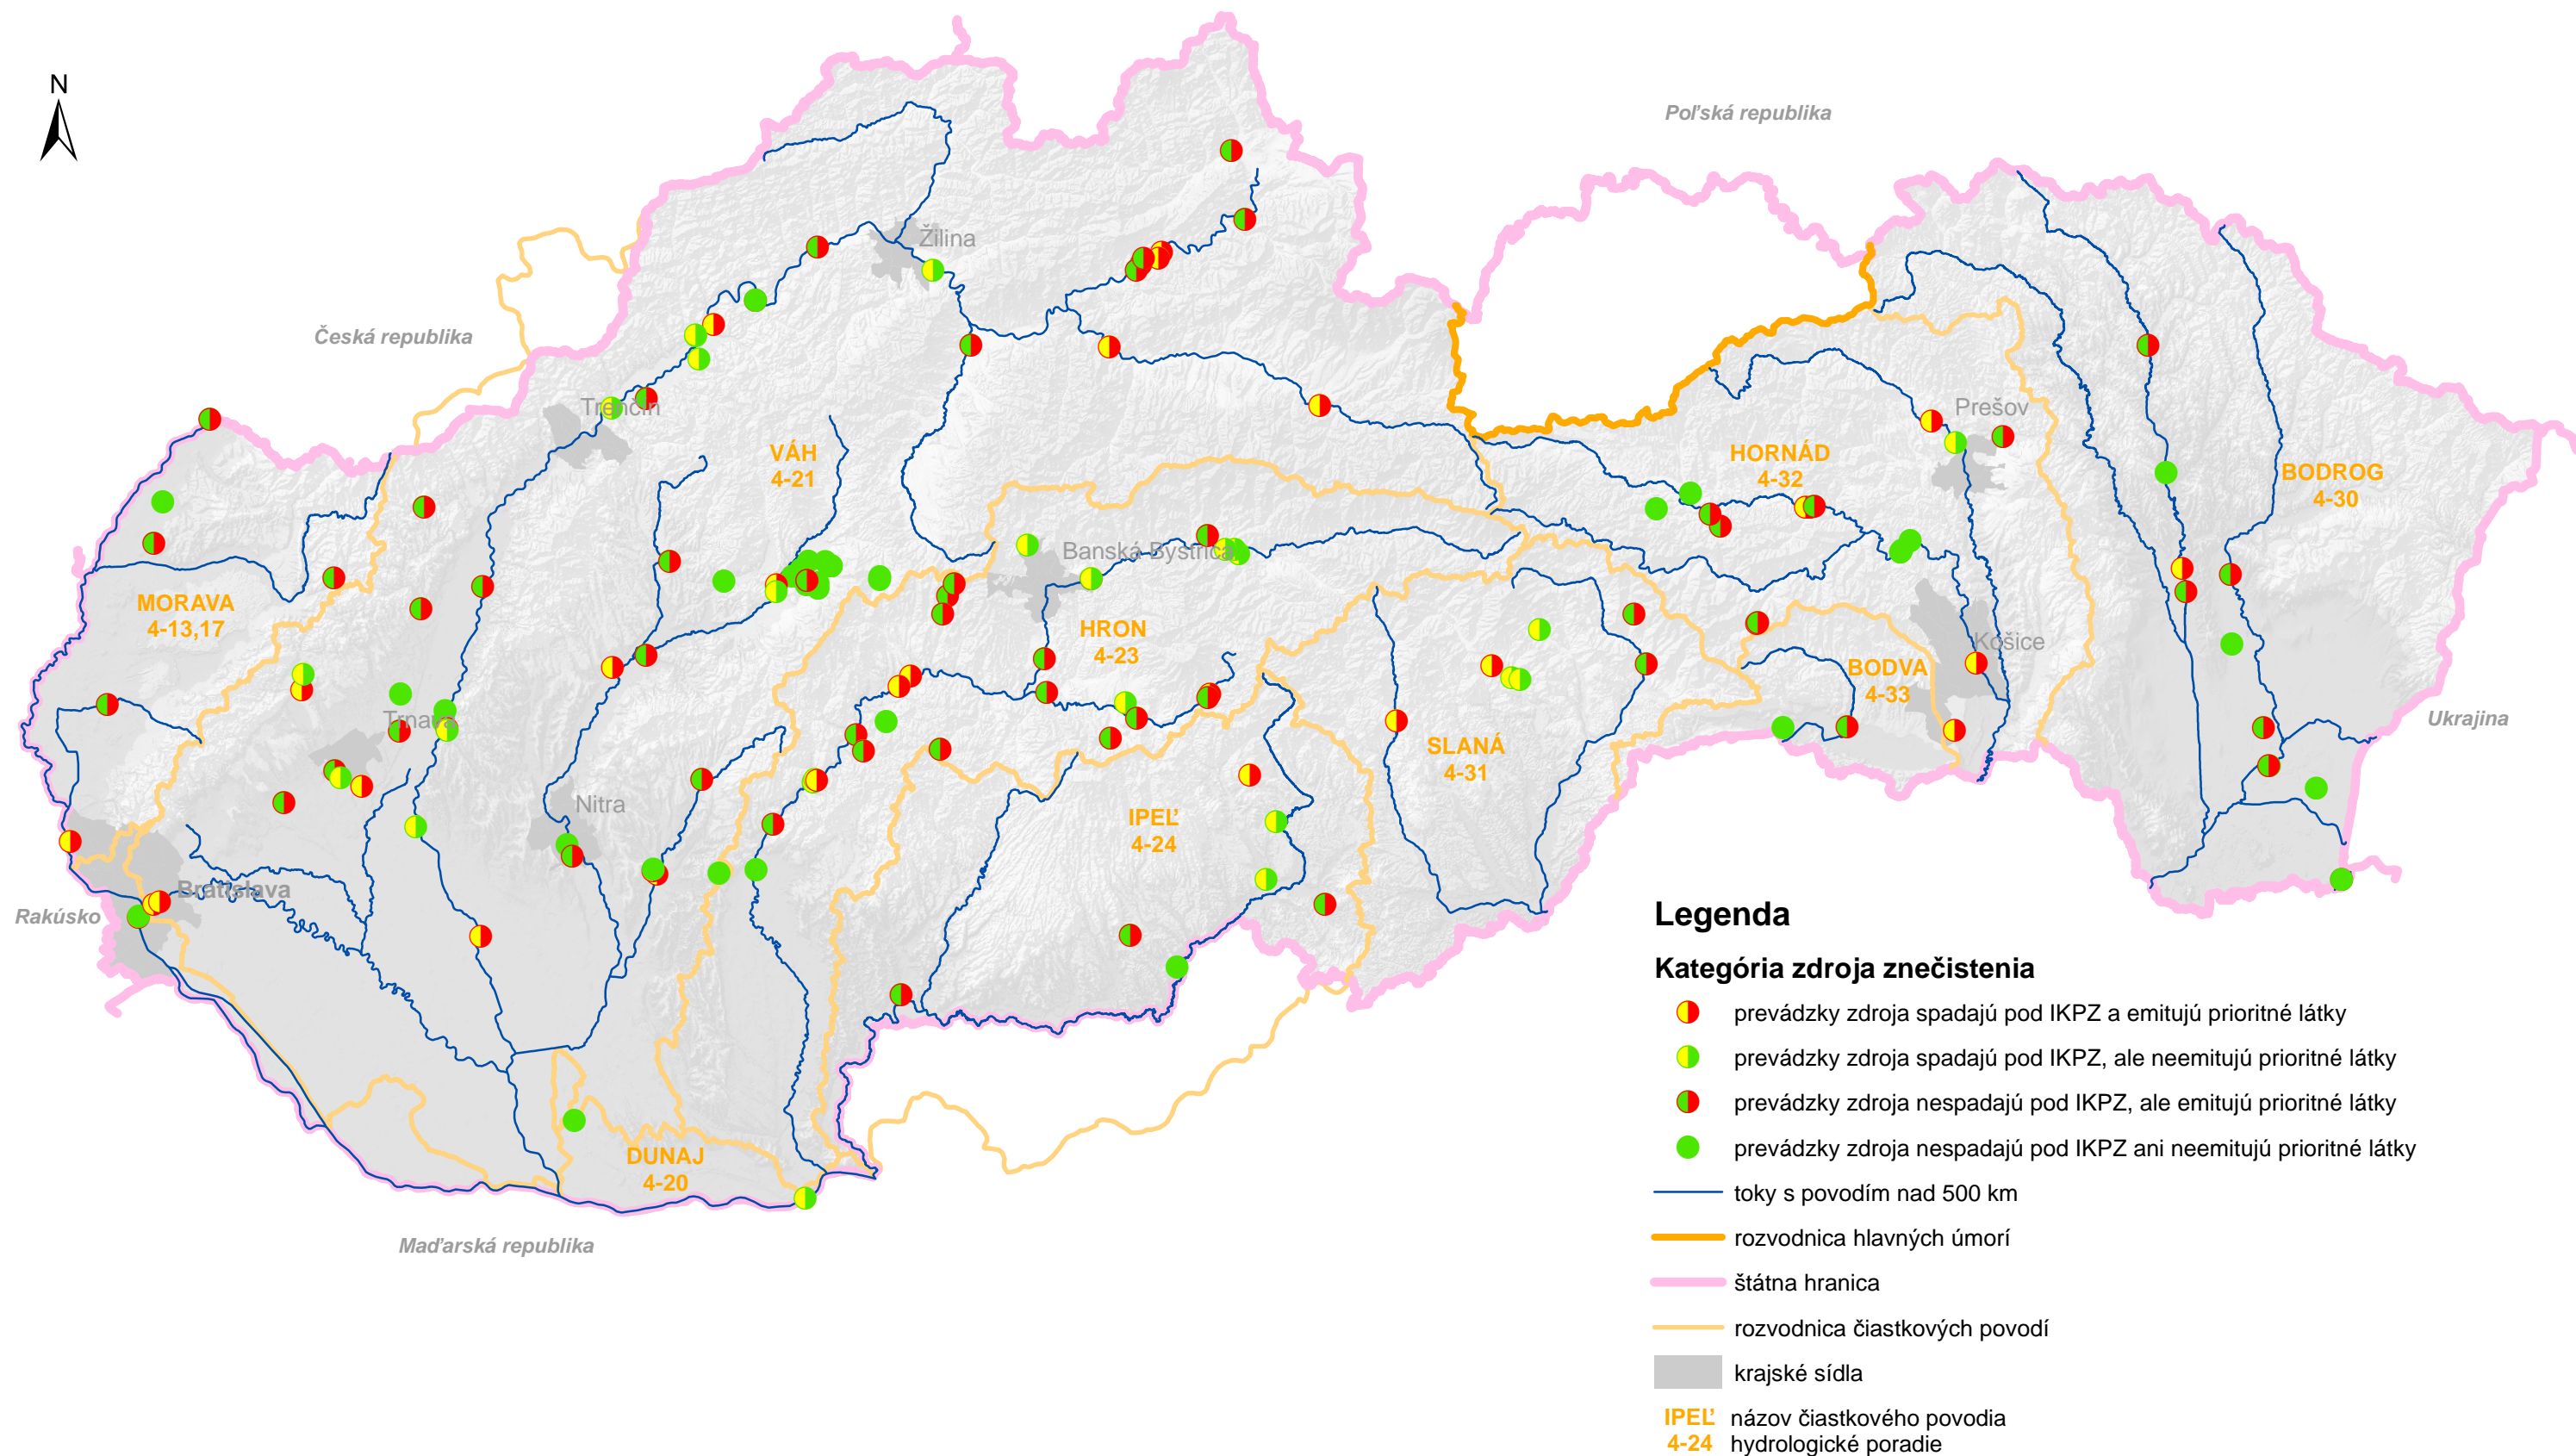 N
Poľská republika
Žilina
Česká republika
Trenčín
Prešov
VÁH
4-21
HORNÁD
4-32
BODROG
4-30
Banská Bystrica
MORAVA
4-13,17
HRON
4-23
Košice
BODVA
4-33
Trnava
Ukrajina
SLANÁ
4-31
Nitra
IPEĽ
4-24
Bratislava
Rakúsko
DUNAJ
4-20
Maďarská republika
Legenda
Kategória zdroja znečistenia
prevádzky zdroja spadajú pod IKPZ a emitujú prioritné látky
prevádzky zdroja spadajú pod IKPZ, ale neemitujú prioritné látky
prevádzky zdroja nespadajú pod IKPZ, ale emitujú prioritné látky
prevádzky zdroja nespadajú pod IKPZ ani neemitujú prioritné látky
toky s povodím nad 500 km
rozvodnica hlavných úmorí
štátna hranica
rozvodnica čiastkových povodí
krajské sídla
IPEĽ názov čiastkového povodia
4-24 hydrologické poradie